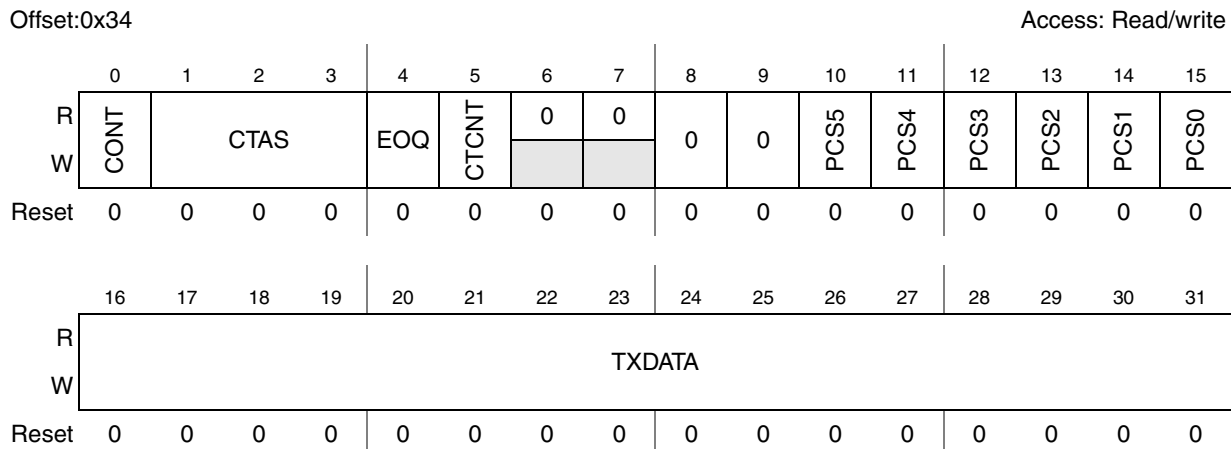 Offset:0x34 Access: Read/write
0 1 2 3 4 5 6 7 8 9 10 11 12 13 14 15
R CONT CTAS EOQ CTCNT 0 0 0 0 PCS5 PCS4 PCS3 PCS2 PCS1 PCS0
W
Reset 0 0 0 0 0 0 0 0 0 0 0 0 0 0 0 0
16 17 18 19 20 21 22 23 24 25 26 27 28 29 30 31
R
TXDATA
W
Reset 0 0 0 0 0 0 0 0 0 0 0 0 0 0 0 0